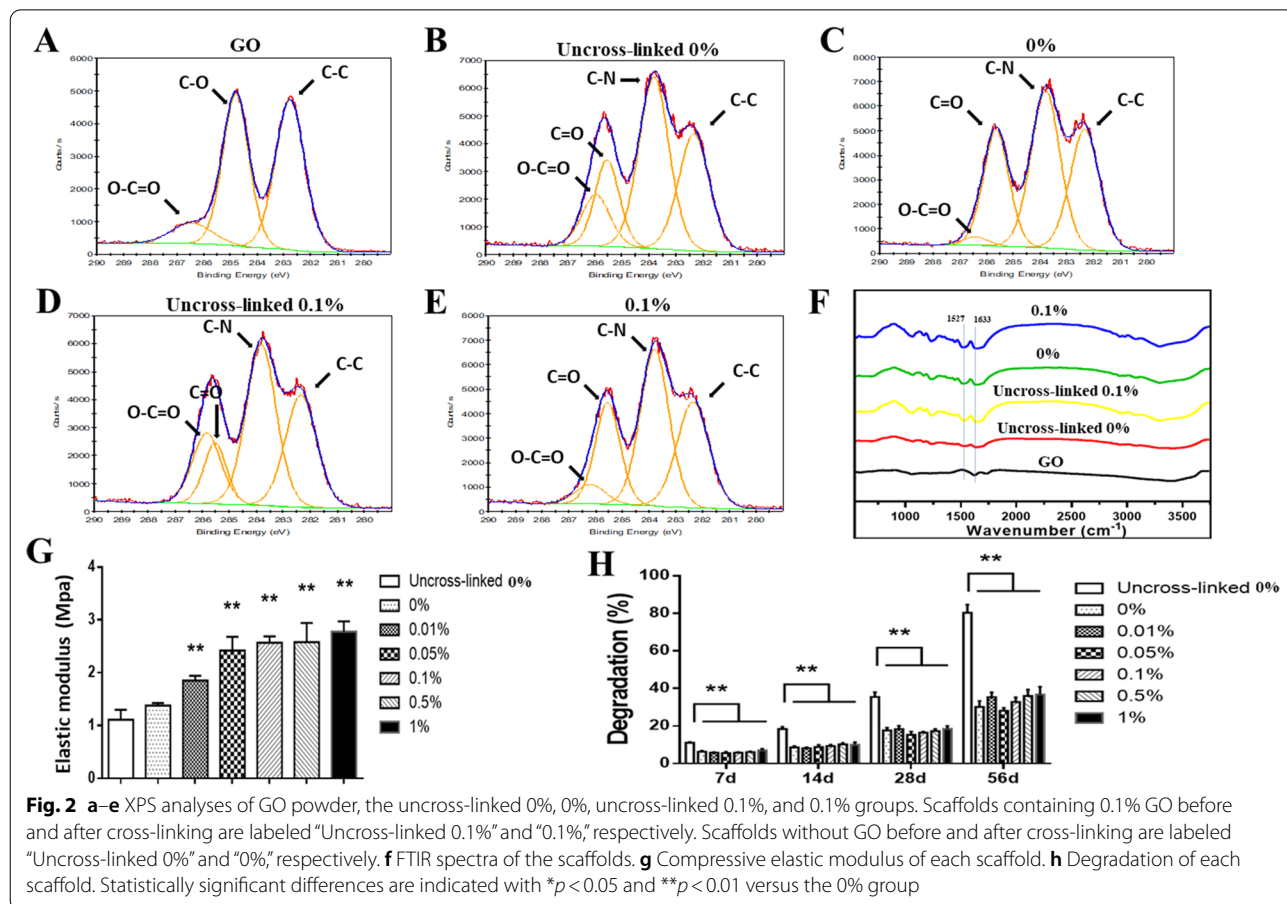 A
GO
C-O
C-C
O-C=O
6000
5000
4000
3000
2000
1000
0
Counts / s
290 289 288 287 286 285 284 283 282 281 280
Binding Energy (eV)
B
Uncross-linked 0%
C-N
C-C
C=O
O-C=O
7000
6000
5000
4000
3000
2000
1000
0
Counts / s
290 289 288 287 286 285 284 283 282 281 280
Binding Energy (eV)
C
0%
C-N
C=O
C-C
O-C=O
8000
7000
6000
5000
4000
3000
2000
1000
0
Counts / s
290 289 288 287 286 285 284 283 282 281 280
Binding Energy (eV)
D
Uncross-linked 0.1%
C-N
C-C
C=O
O-C=O
7000
6000
5000
4000
3000
2000
1000
0
Counts / s
290 289 288 287 286 285 284 283 282 281 280
Binding Energy (eV)
E
0.1%
C-N
C=O
C-C
O-C=O
8000
7000
6000
5000
4000
3000
2000
1000
0
Counts / s
290 289 288 287 286 285 284 283 282 281 280
Binding Energy (eV)
F
1527 1633
0.1%
0%
Uncross-linked 0.1%
Uncross-linked 0%
GO
1000 1500 2000 2500 3000 3500
Wavenumber (cm⁻¹)
G
Elastic modulus (Mpa)
4
3
2
1
0
** ** ** ** **
Uncross-linked 0%
0%
0.01%
0.05%
0.1%
0.5%
1%
H
Degradation (%)
100
80
60
40
20
0
** ** ** **
7d 14d 28d 56d
Uncross-linked 0%
0%
0.01%
0.05%
0.1%
0.5%
1%
Fig. 2 a–e XPS analyses of GO powder, the uncross-linked 0%, 0%, uncross-linked 0.1%, and 0.1% groups. Scaffolds containing 0.1% GO before
and after cross-linking are labeled "Uncross-linked 0.1%" and "0.1%," respectively. Scaffolds without GO before and after cross-linking are labeled
"Uncross-linked 0%" and "0%," respectively. f FTIR spectra of the scaffolds. g Compressive elastic modulus of each scaffold. h Degradation of each
scaffold. Statistically significant differences are indicated with *p < 0.05 and **p < 0.01 versus the 0% group